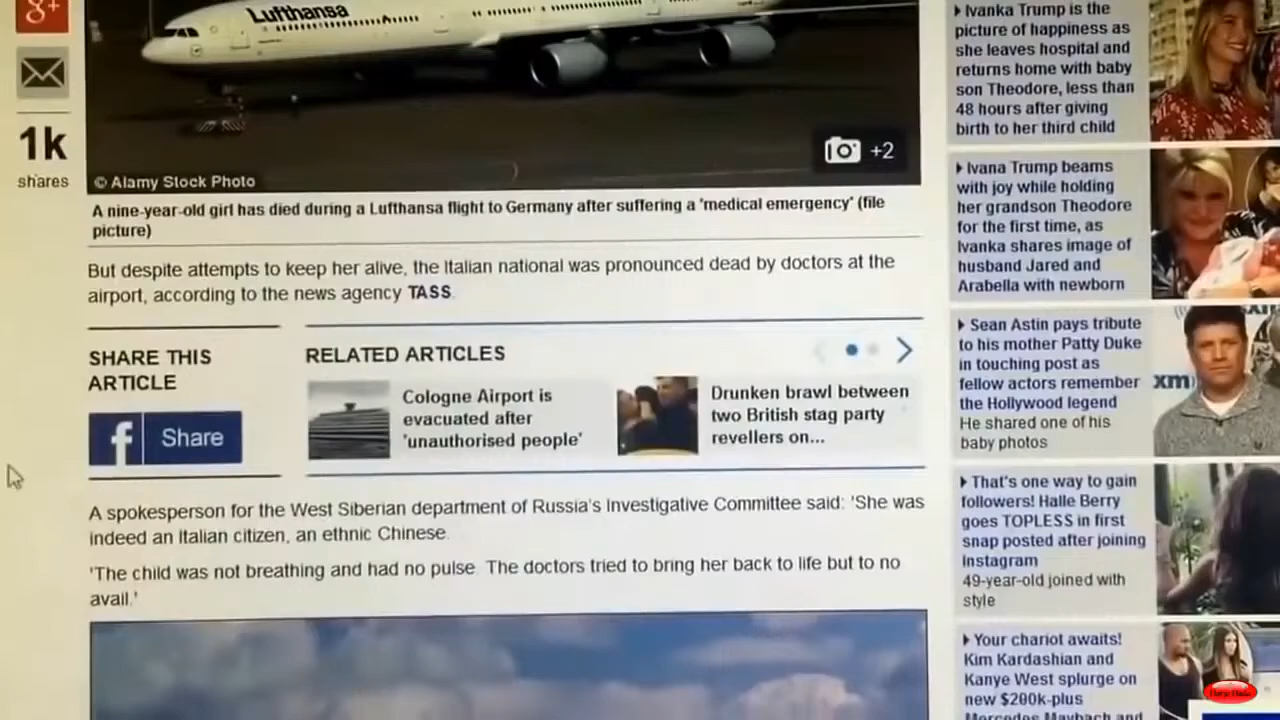 g+
Lufthansa
+2
1k
shares
© Alamy Stock Photo
A nine-year-old girl has died during a Lufthansa flight to Germany after suffering a 'medical emergency' (file
picture)
But despite attempts to keep her alive, the Italian national was pronounced dead by doctors at the
airport, according to the news agency TASS.
SHARE THIS
ARTICLE
f Share
RELATED ARTICLES
Cologne Airport is
evacuated after
'unauthorised people'
Drunken brawl between
two British stag party
revellers on...
A spokesperson for the West Siberian department of Russia's Investigative Committee said: 'She was
indeed an Italian citizen, an ethnic Chinese.
'The child was not breathing and had no pulse. The doctors tried to bring her back to life but to no
avail.'
Ivanka Trump is the
picture of happiness as
she leaves hospital and
returns home with baby
son Theodore, less than
48 hours after giving
birth to her third child
Ivana Trump beams
with joy while holding
her grandson Theodore
for the first time, as
Ivanka shares image of
husband Jared and
Arabella with newborn
Sean Astin pays tribute
to his mother Patty Duke
in touching post as
fellow actors remember
the Hollywood legend
He shared one of his
baby photos
xm
That's one way to gain
followers! Halle Berry
goes TOPLESS in first
snap posted after joining
Instagram
49-year-old joined with
style
Your chariot awaits!
Kim Kardashian and
Kanye West splurge on
new $200k-plus
Mercedes Maybach and